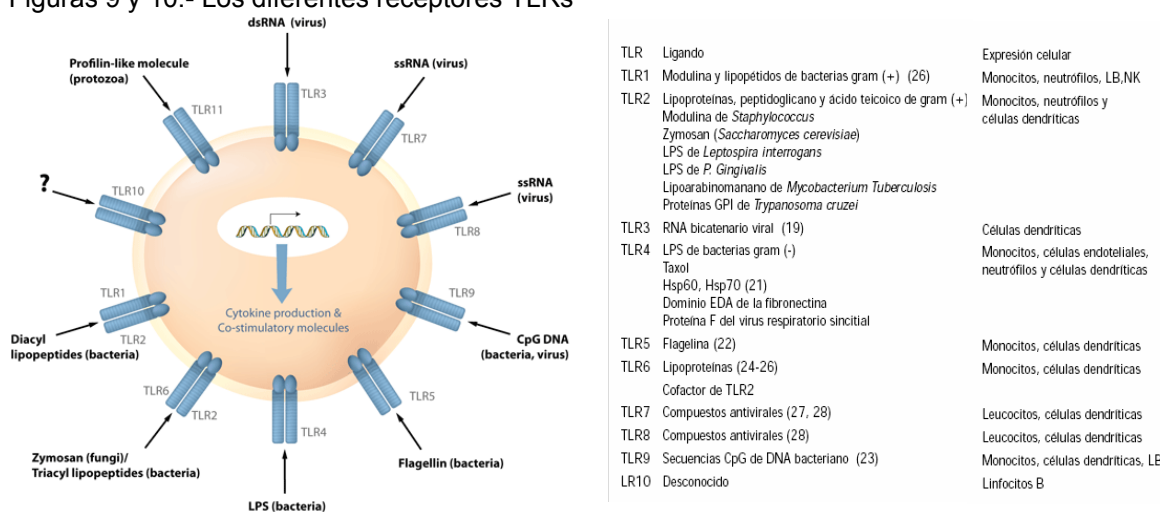 Figuras 9 y 10.- Los diferentes receptores TLRs
dsRNA (virus)
Profilin-like molecule
(protozoa)
ssRNA (virus)
TLR11
TLR3
TLR7
?
TLR10
ssRNA
(virus)
TLR8
TLR1
TLR9
Cytokine production &
Co-stimulatory molecules
Diacyl
lipopeptides (bacteria)
TLR2
CpG DNA
(bacteria, virus)
TLR6
TLR5
TLR2
TLR4
Zymosan (fungi)/
Triacyl lipopeptides (bacteria)
Flagellin (bacteria)
LPS (bacteria)
TLR Ligando Expresión celular
TLR1 Modulina y lipopétidos de bacterias gram (+) (26) Monocitos, neutrófilos, LB,NK
TLR2 Lipoproteínas, peptidoglicano y ácido teicoico de gram (+) Monocitos, neutrófilos y
Modulina de Staphylococcus células dendríticas
Zymosan (Saccharomyces cerevisiae)
LPS de Leptospira interrogans
LPS de P. Gingivalis
Lipoarabinomanano de Mycobacterium Tuberculosis
Proteínas GPI de Trypanosoma cruzei
TLR3 RNA bicatenario viral (19) Células dendríticas
TLR4 LPS de bacterias gram (-) Monocitos, células endoteliales,
Taxol neutrófilos y células dendríticas
Hsp60, Hsp70 (21)
Dominio EDA de la fibronectina
Proteína F del virus respiratorio sincitial
TLR5 Flagelina (22) Monocitos, células dendríticas
TLR6 Lipoproteínas (24-26) Monocitos, células dendríticas
Cofactor de TLR2
TLR7 Compuestos antivirales (27, 28) Leucocitos, células dendríticas
TLR8 Compuestos antivirales (28) Leucocitos, células dendríticas
TLR9 Secuencias CpG de DNA bacteriano (23) Monocitos, células dendríticas, LB
LR10 Desconocido Linfocitos B